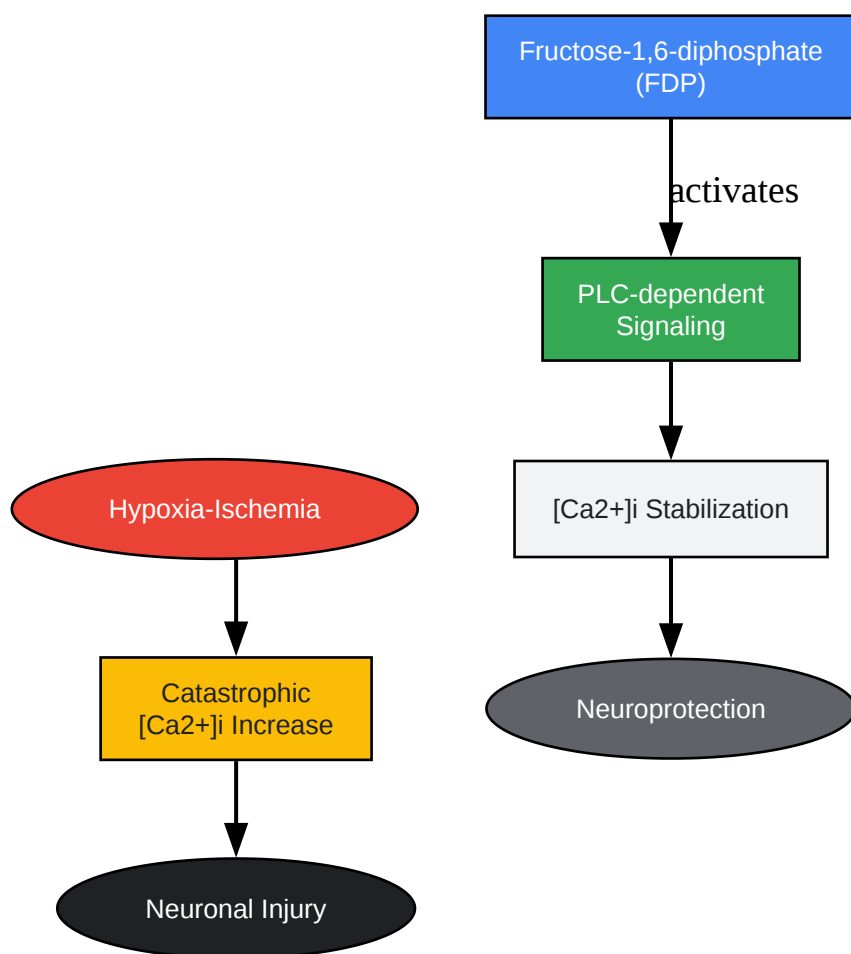 Fructose-1,6-diphosphate
(FDP)
activates
PLC-dependent
Signaling
[Ca2+]i Stabilization
Neuroprotection
Hypoxia-Ischemia
Catastrophic
[Ca2+]i Increase
Neuronal Injury